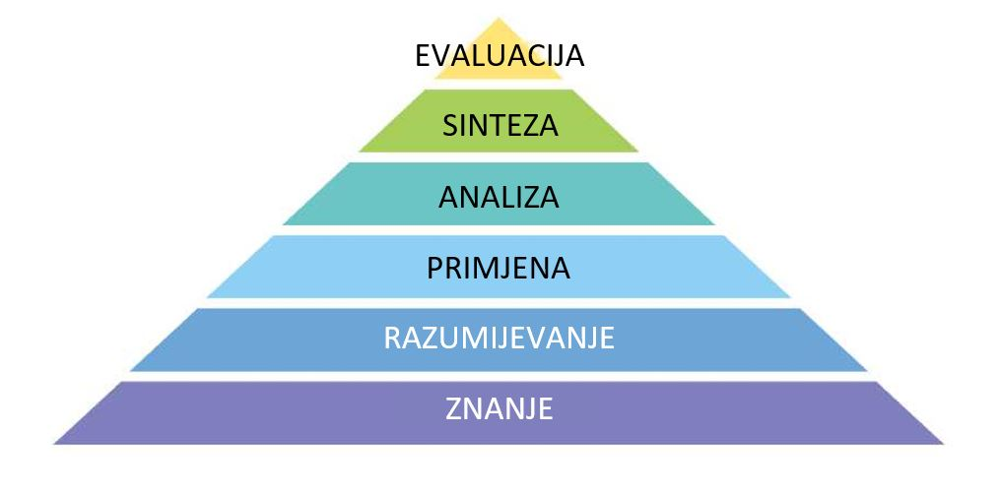 EVALUACIJA
SINTEZA
ANALIZA
PRIMJENA
RAZUMIJEVANJE
ZNANJE